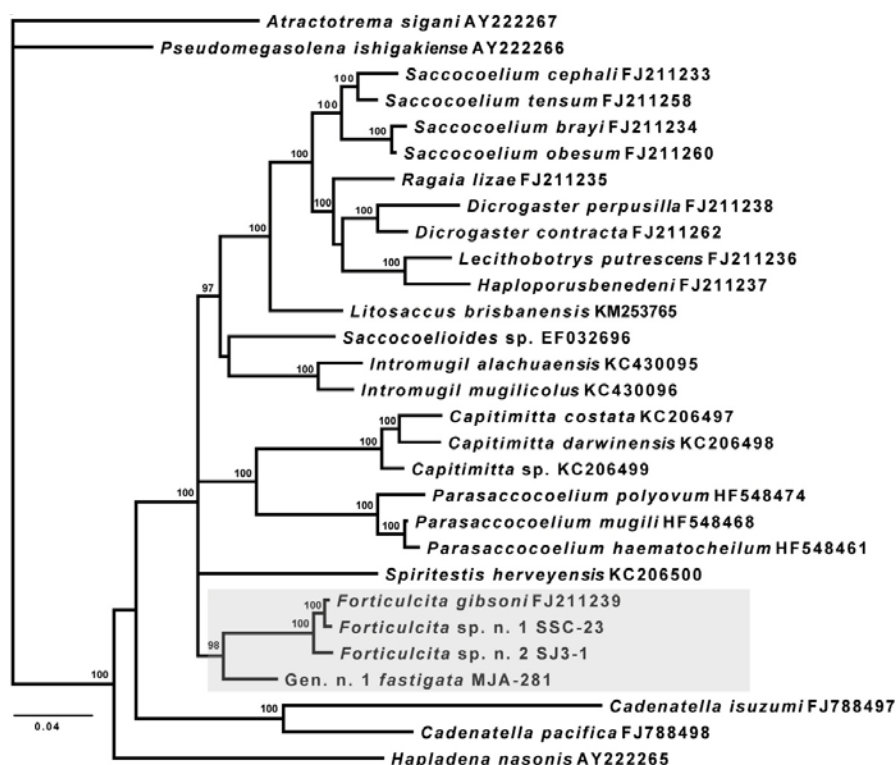 Atractotrema sigani AY222267
Pseudomegasolena ishigakiense AY222266
100 Saccocoelium cephali FJ211233
100 Saccocoelium tensum FJ211258
100 Saccocoelium brayi FJ211234
100 Saccocoelium obesum FJ211260
Ragaia lizae FJ211235
100 Dicrogaster perpusilla FJ211238
100 Dicrogaster contracta FJ211262
Lecithobotrys putrescens FJ211236
100 Haploporusbenedeni FJ211237
97 Litosaccus brisbanensis KM253765
Saccocoelioides sp. EF032696
Intromugil alachuaensis KC430095
100 Intromugil mugilicolus KC430096
Capitimitta costata KC206497
100
100 Capitimitta darwinensis KC206498
100 Capitimitta sp. KC206499
100 Parasaccocoelium polyovum HF548474
100 Parasaccocoelium mugili HF548468
100 Parasaccocoelium haematocheilum HF548461
Spiritestis herveyensis KC206500
100 Forticulcita gibsoni FJ211239
100 Forticulcita sp. n. 1 SSC-23
98 Forticulcita sp. n. 2 SJ3-1
100 Gen. n. 1 fastigata MJA-281
Cadenatella isuzumi FJ788497
0.04 100 Cadenatella pacifica FJ788498
Hapladena nasonis AY222265